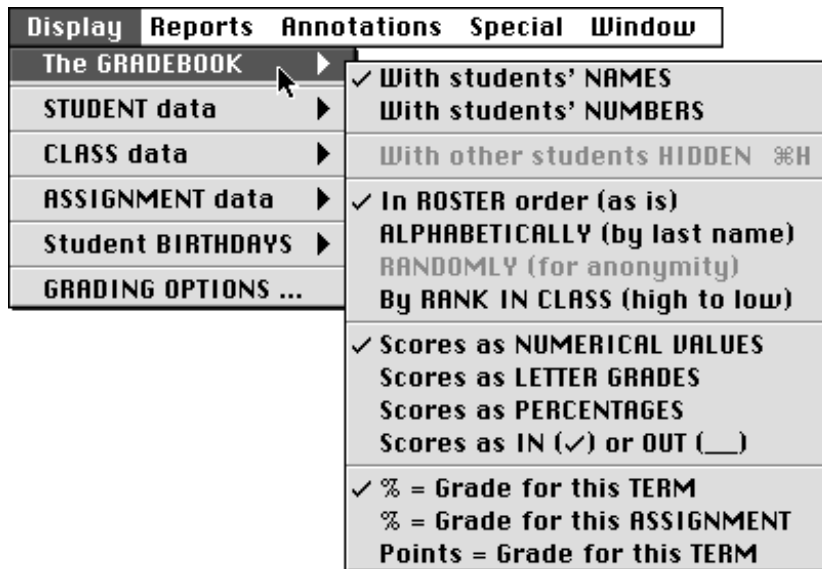 Display Reports Annotations Special Window
The GRADEBOOK
STUDENT data
CLASS data
ASSIGNMENT data
Student BIRTHDAYS
GRADING OPTIONS ...
✓ With students’ NAMES
With students’ NUMBERS
With other students HIDDEN ⌘H
✓ In ROSTER order (as is)
ALPHABETICALLY (by last name)
RANDOMLY (for anonymity)
By RANK IN CLASS (high to low)
✓ Scores as NUMERICAL VALUES
Scores as LETTER GRADES
Scores as PERCENTAGES
Scores as IN (✓) or OUT (__)
✓ % = Grade for this TERM
% = Grade for this ASSIGNMENT
Points = Grade for this TERM